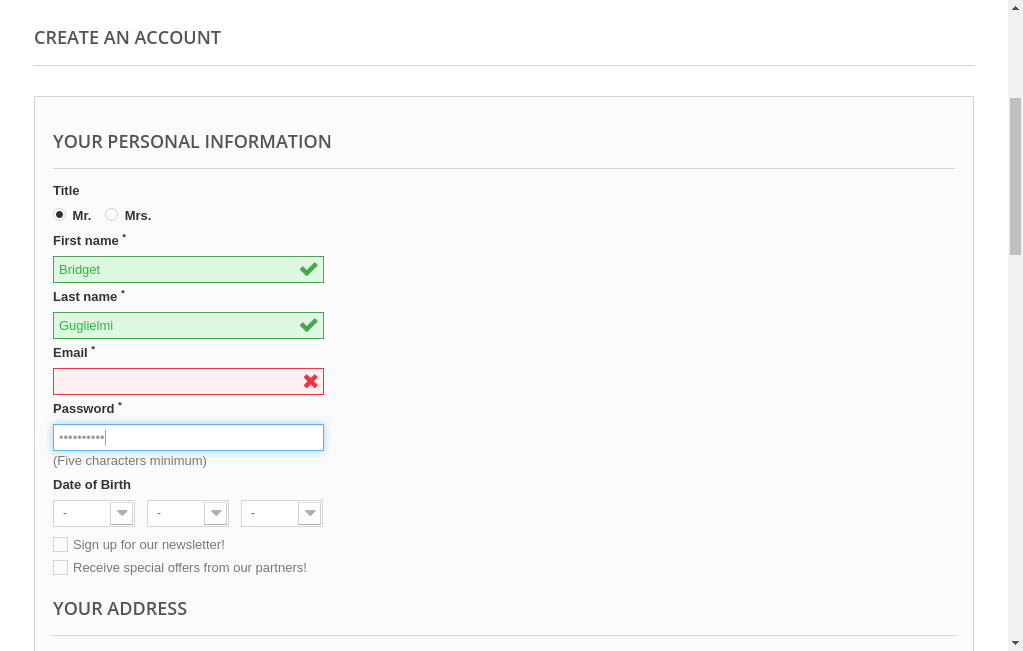 CREATE AN ACCOUNT
YOUR PERSONAL INFORMATION
Title
Mr. Mrs.
First name *
Bridget
Last name *
Guglielmi
Email *
Password *
••••••••••
(Five characters minimum)
Date of Birth
- - -
Sign up for our newsletter!
Receive special offers from our partners!
YOUR ADDRESS